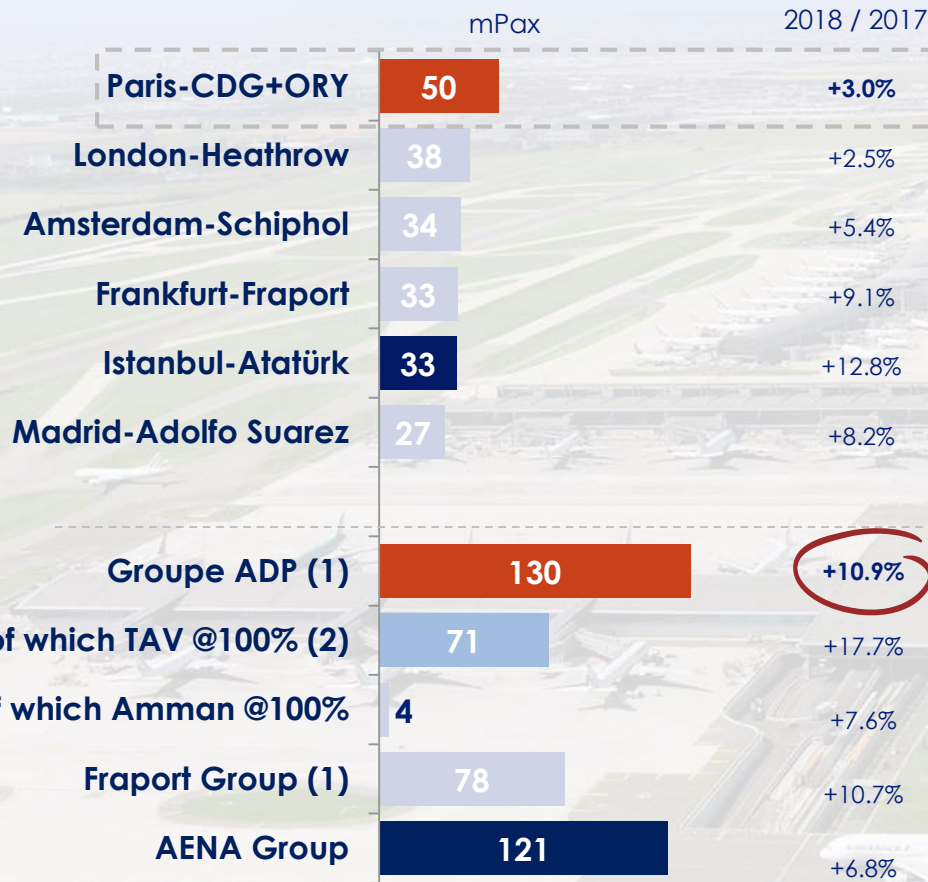 mPax 2018 / 2017
Paris-CDG+ORY 50 +3.0%
London-Heathrow 38 +2.5%
Amsterdam-Schiphol 34 +5.4%
Frankfurt-Fraport 33 +9.1%
Istanbul-Atatürk 33 +12.8%
Madrid-Adolfo Suarez 27 +8.2%
Groupe ADP (1) 130 +10.9%
of which TAV @100% (2) 71 +17.7%
f which Amman @100% 4 +7.6%
Fraport Group (1) 78 +10.7%
AENA Group 121 +6.8%